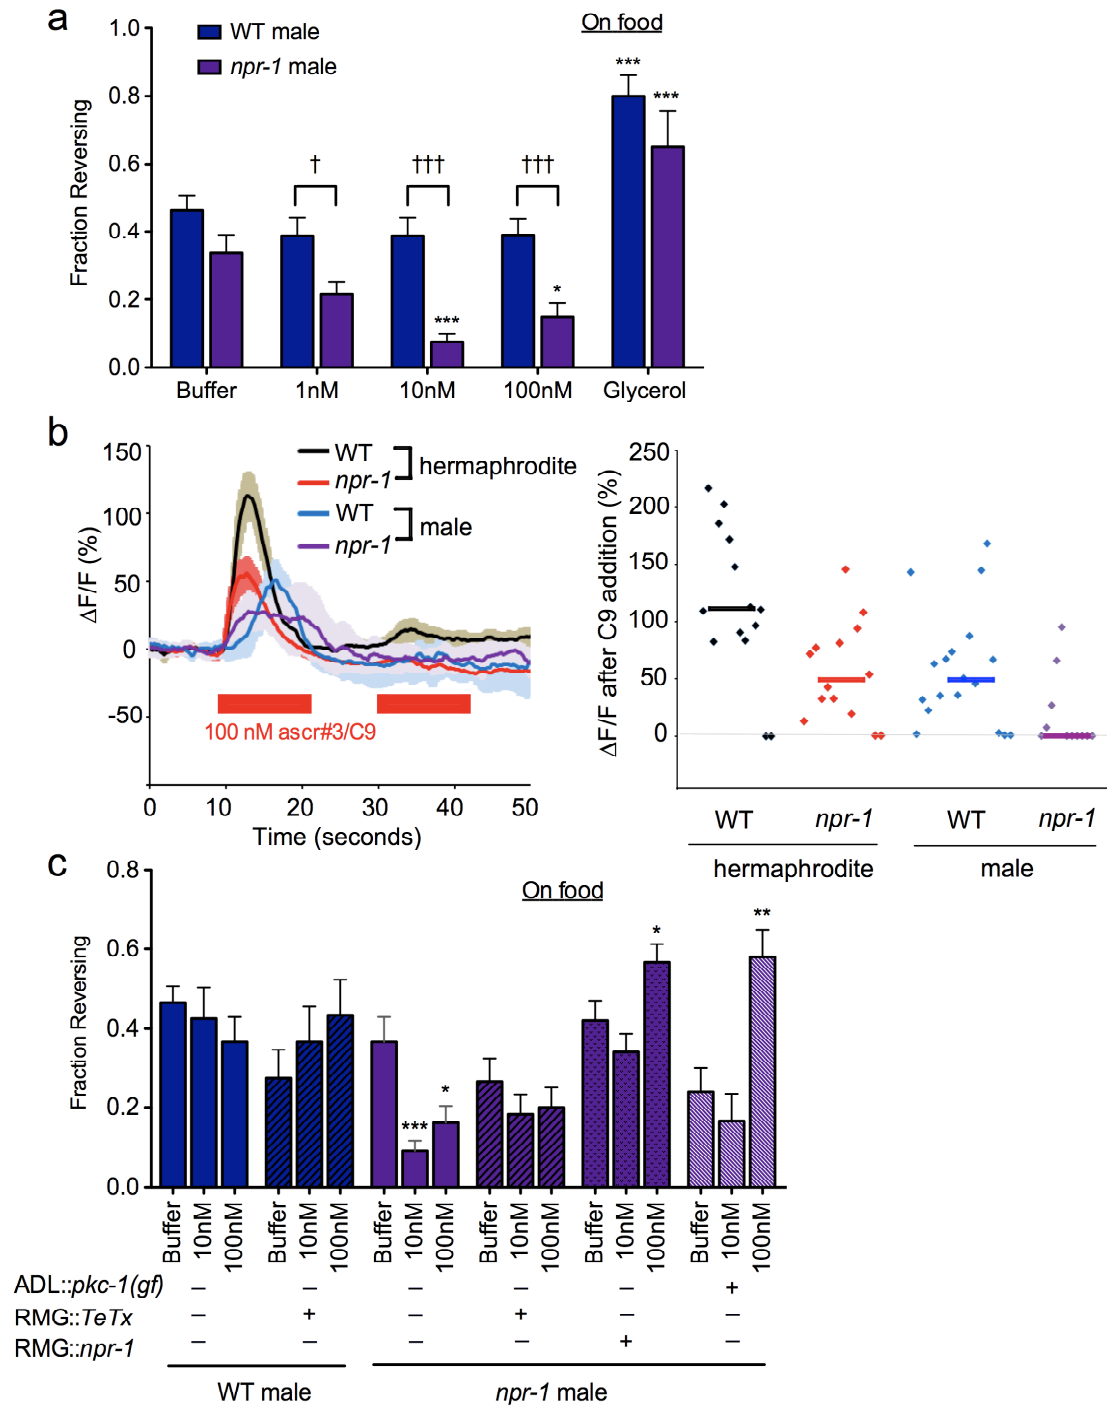 a
On food
WT male
npr-1 male
Fraction Reversing
1.0
0.8
0.6
0.4
0.2
0.0
†
†††
†††
***
*
***
***
Buffer 1nM 10nM 100nM Glycerol
b
ΔF/F (%)
150
100
50
0
-50
WT
npr-1
hermaphrodite
WT
npr-1
male
100 nM ascr#3/C9
0 10 20 30 40 50
Time (seconds)
ΔF/F after C9 addition (%)
250
200
150
100
50
0
WT npr-1 WT npr-1
hermaphrodite male
c
On food
Fraction Reversing
0.8
0.6
0.4
0.2
0.0
***
*
*
**
Buffer 10nM 100nM Buffer 10nM 100nM Buffer 10nM 100nM Buffer 10nM 100nM Buffer 10nM 100nM Buffer 10nM 100nM
ADL::pkc-1(gf) – – – – – +
RMG::TeTx – + – + – –
RMG::npr-1 – – – – + –
WT male npr-1 male